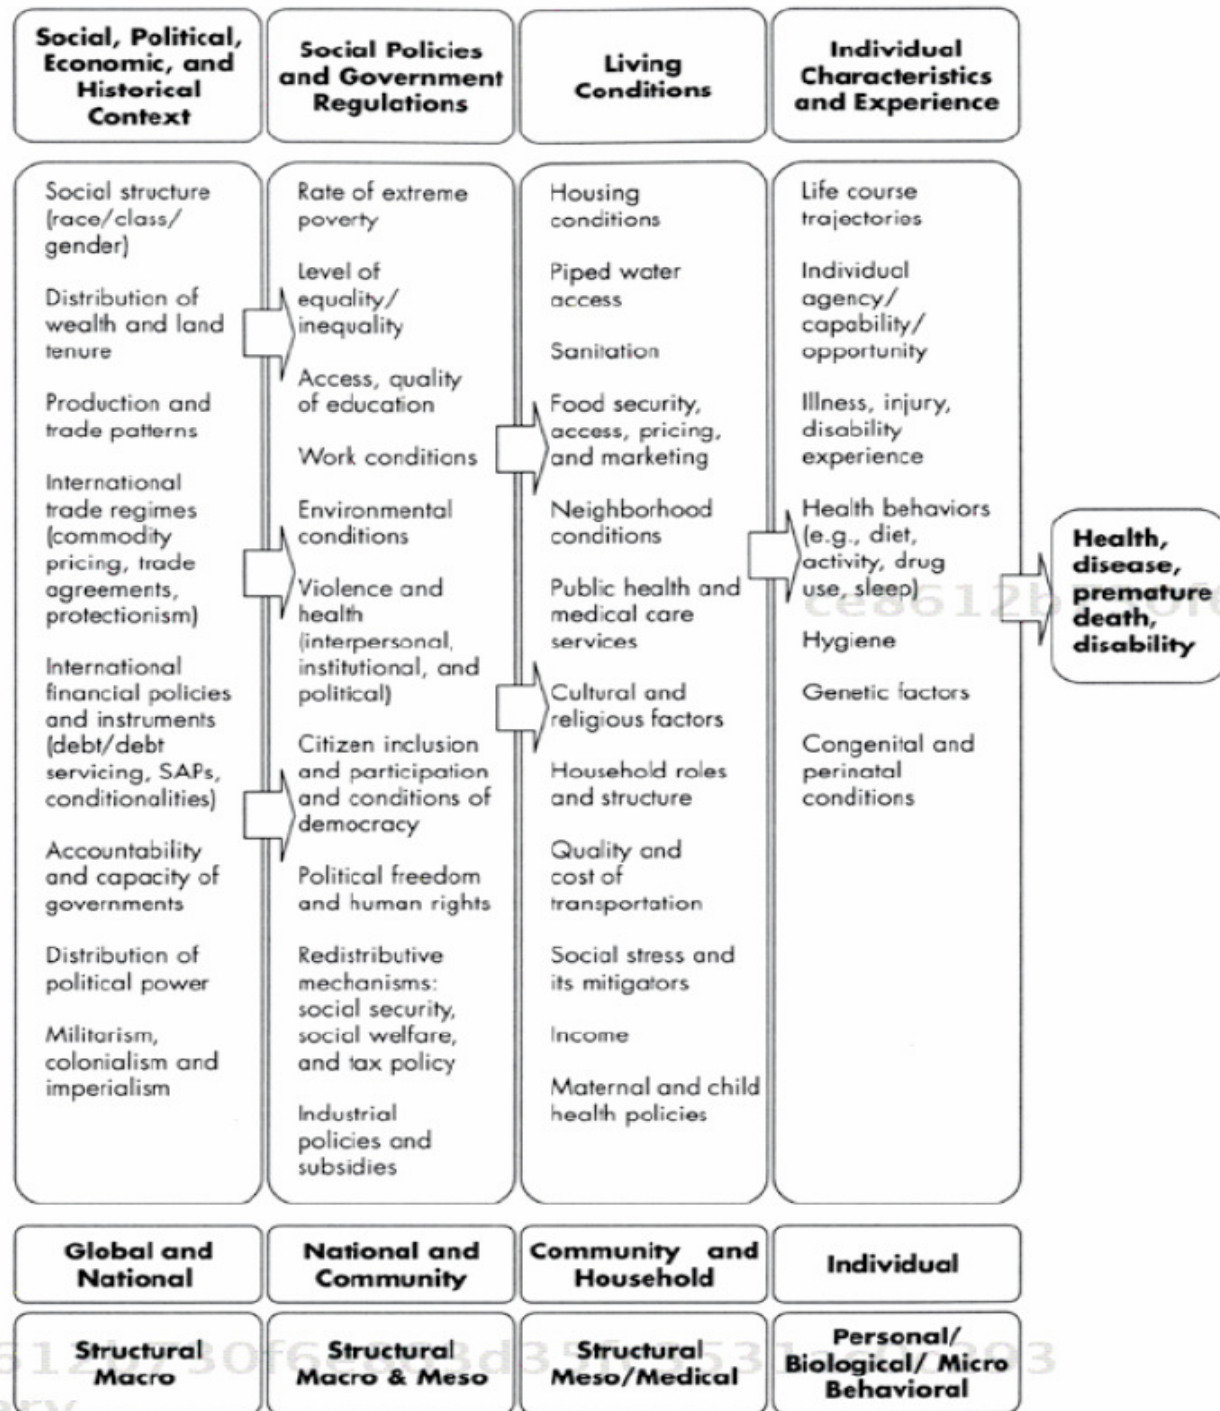 Social, Political,
Economic, and
Historical
Context
Social Policies
and Government
Regulations
Living
Conditions
Individual
Characteristics
and Experience
Social structure
(race/class/
gender)
Distribution of
wealth and land
tenure
Production and
trade patterns
International
trade regimes
(commodity
pricing, trade
agreements,
protectionism)
International
financial policies
and instruments
(debt/debt
servicing, SAPs,
conditionalities)
Accountability
and capacity of
governments
Distribution of
political power
Militarism,
colonialism and
imperialism
Rate of extreme
poverty
Level of
equality/
inequality
Access, quality
of education
Work conditions
Environmental
conditions
Violence and
health
(interpersonal,
institutional, and
political)
Citizen inclusion
and participation
and conditions of
democracy
Political freedom
and human rights
Redistributive
mechanisms:
social security,
social welfare,
and tax policy
Industrial
policies and
subsidies
Housing
conditions
Piped water
access
Sanitation
Food security,
access, pricing,
and marketing
Neighborhood
conditions
Public health and
medical care
services
Cultural and
religious factors
Household roles
and structure
Quality and
cost of
transportation
Social stress and
its mitigators
Income
Maternal and child
health policies
Life course
trajectories
Individual
agency/
capability/
opportunity
Illness, injury,
disability
experience
Health behaviors
(e.g., diet,
activity, drug
use, sleep)
Hygiene
Genetic factors
Congenital and
perinatal
conditions
Health,
disease,
premature
death,
disability
Global and
National
National and
Community
Community and
Household
Individual
Structural
Macro
Structural
Macro & Meso
Structural
Meso/Medical
Personal/
Biological/ Micro
Behavioral